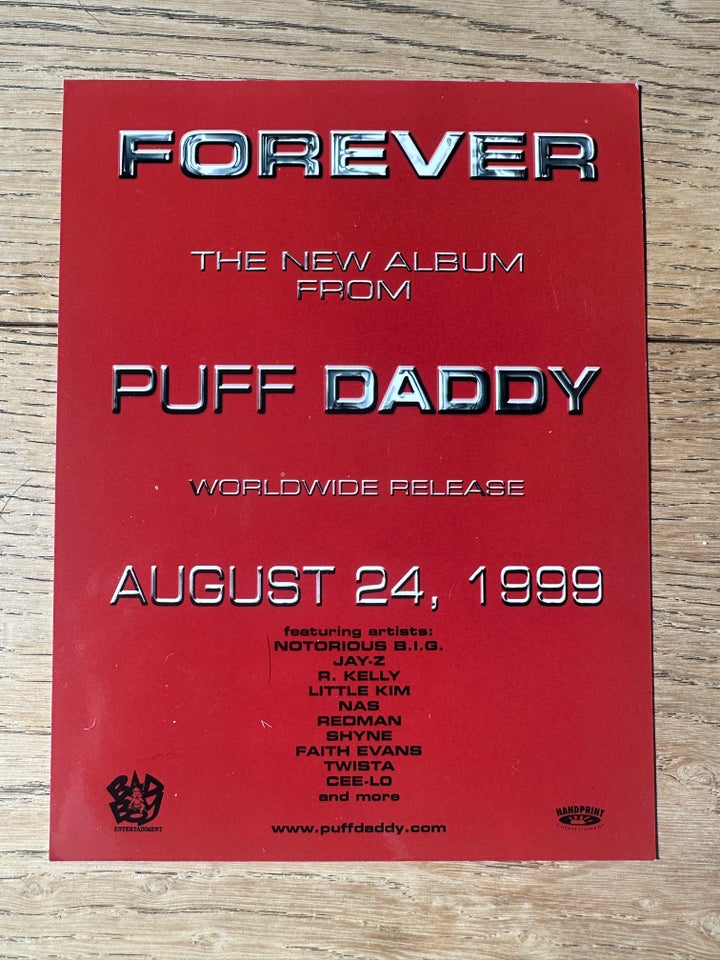 FOREVER
THE NEW ALBUM
FROM
PUFF DADDY
WORLDWIDE RELEASE
AUGUST 24, 1999
featuring artists:
NOTORIOUS B.I.G.
JAY-Z
R. KELLY
LITTLE KIM
NAS
REDMAN
SHYNE
FAITH EVANS
TWISTA
CEE-LO
and more
BAD
BOY
ENTERTAINMENT
www.puffdaddy.com
HANDPRINT
Entertainment